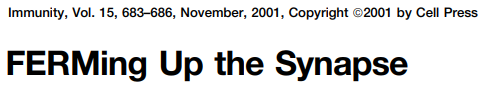 Immunity, Vol. 15, 683–686, November, 2001, Copyright ©2001 by Cell Press
FERMing Up the Synapse